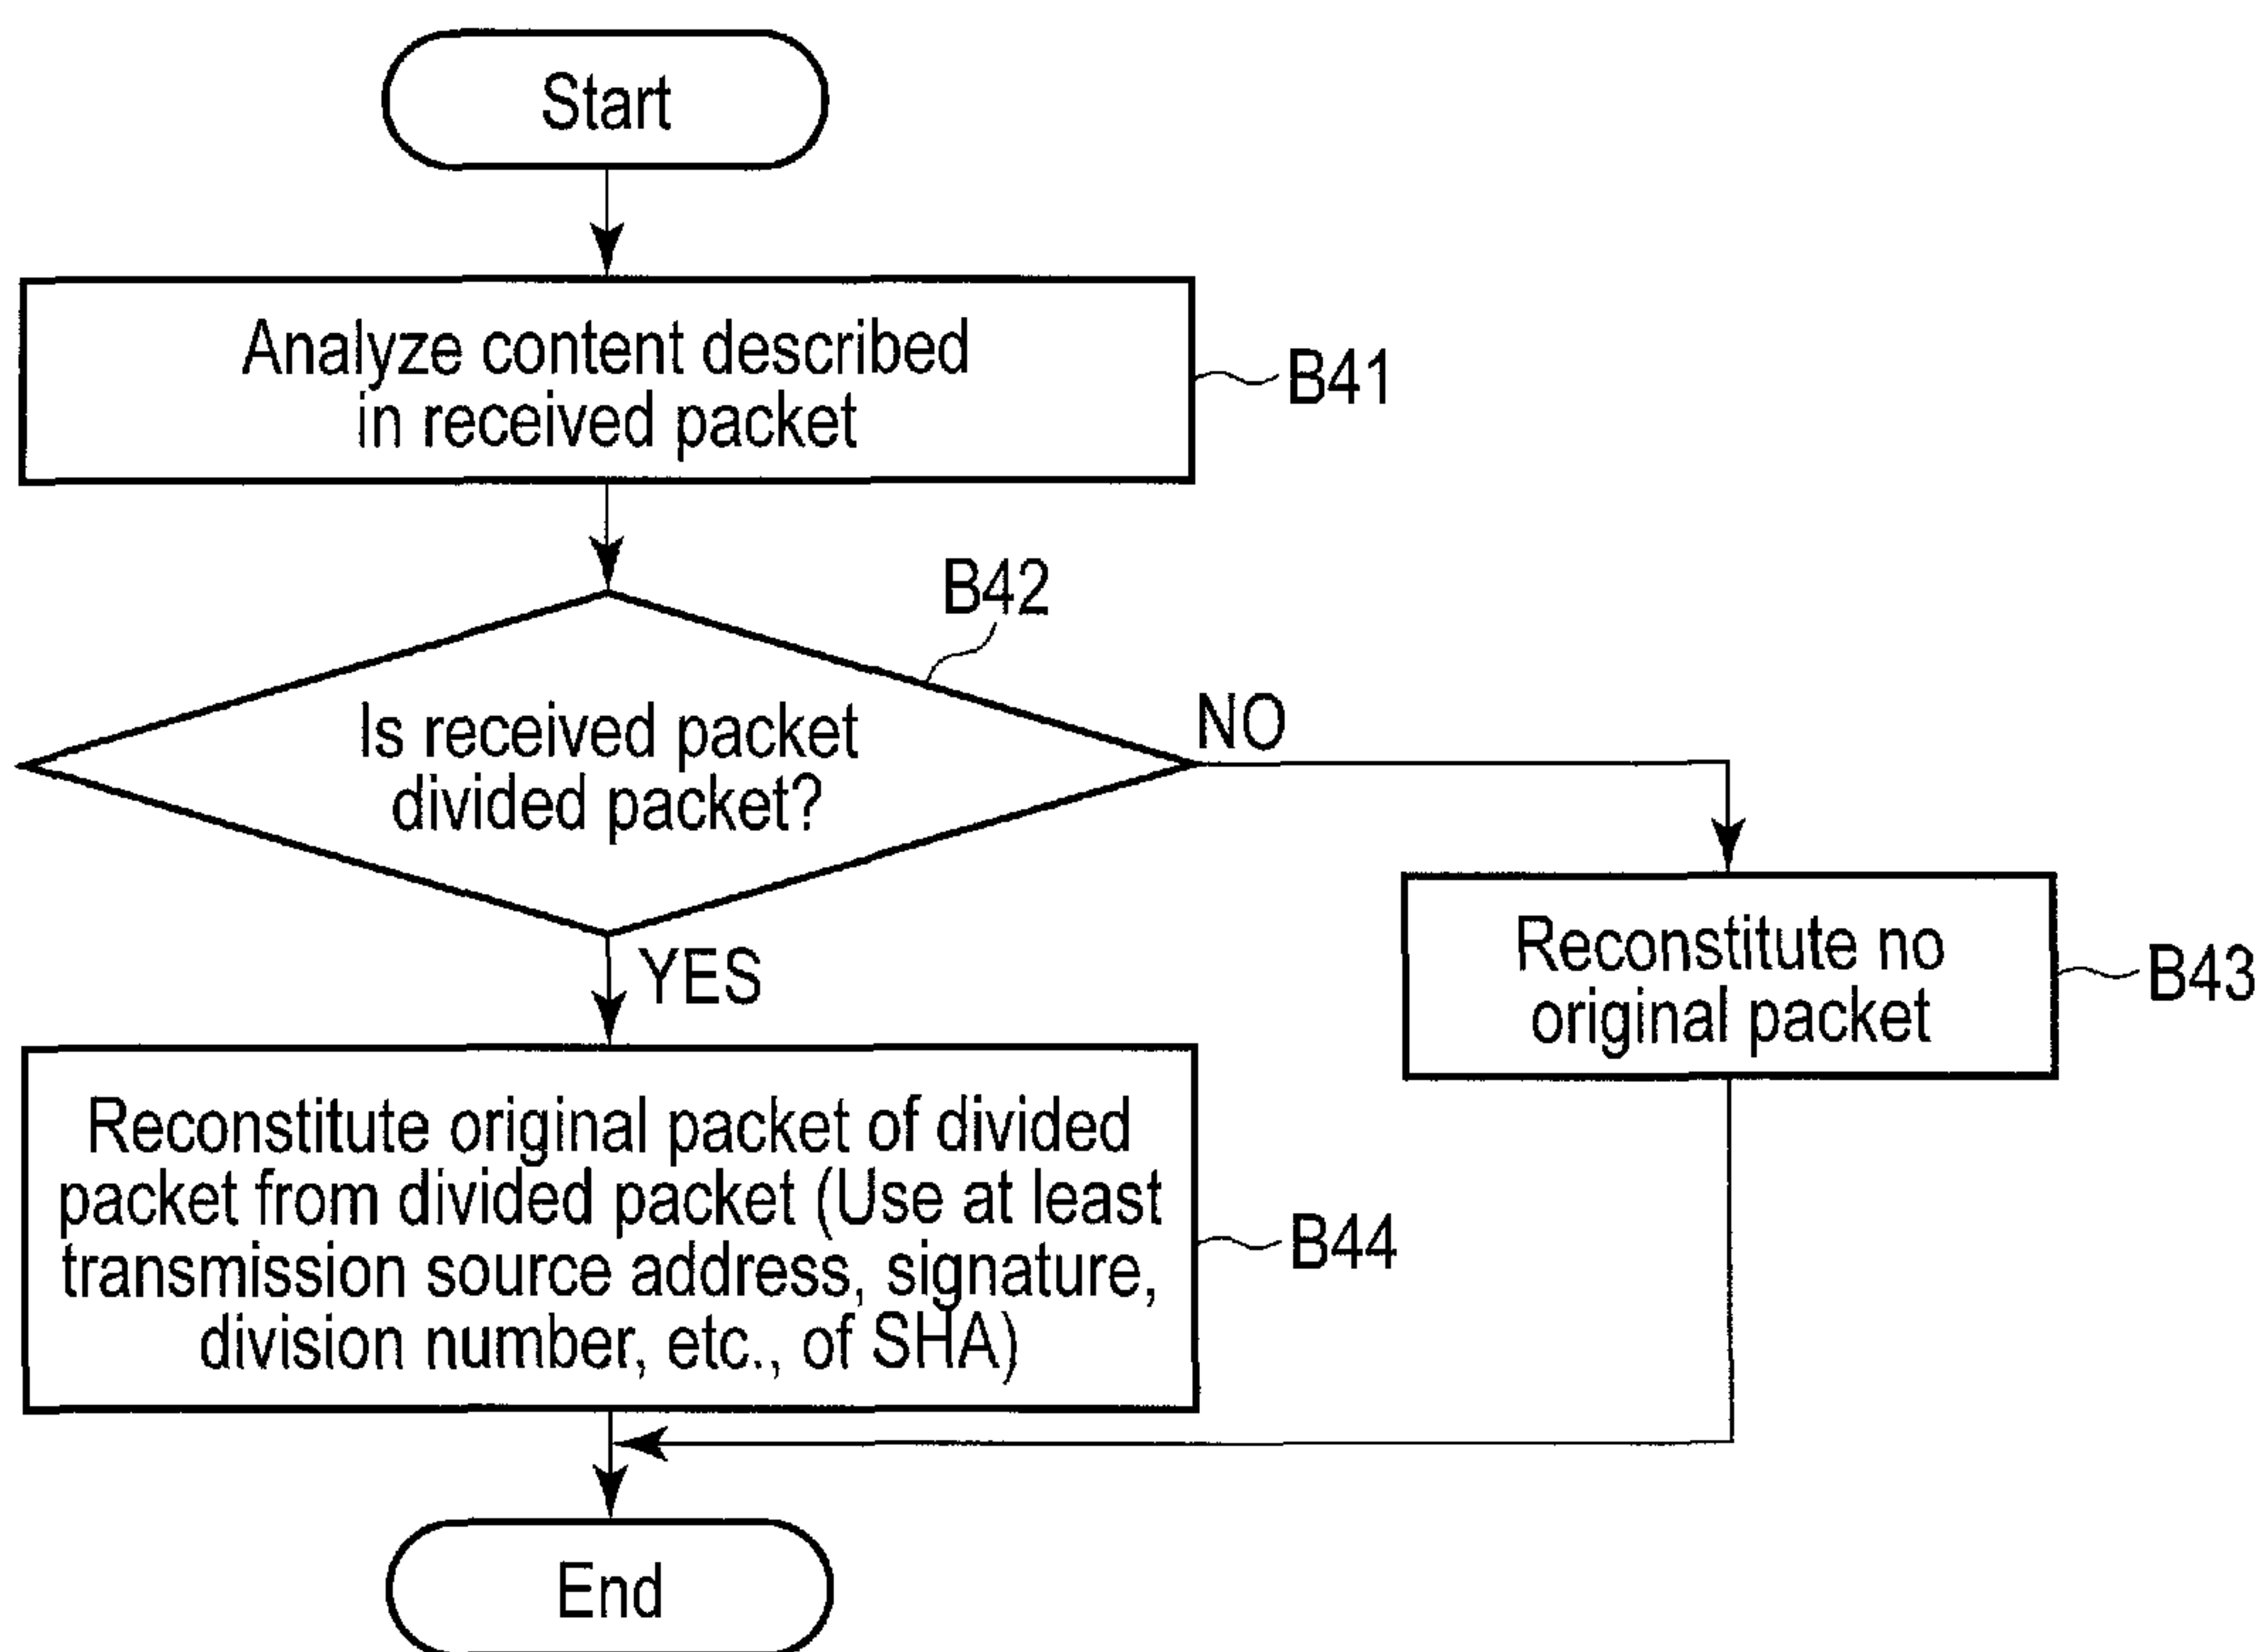 Start
Analyze content described
in received packet
B41
B42
Is received packet
divided packet?
NO
YES
Reconstitute no
original packet
B43
Reconstitute original packet of divided
packet from divided packet (Use at least
transmission source address, signature,
division number, etc., of SHA)
B44
End